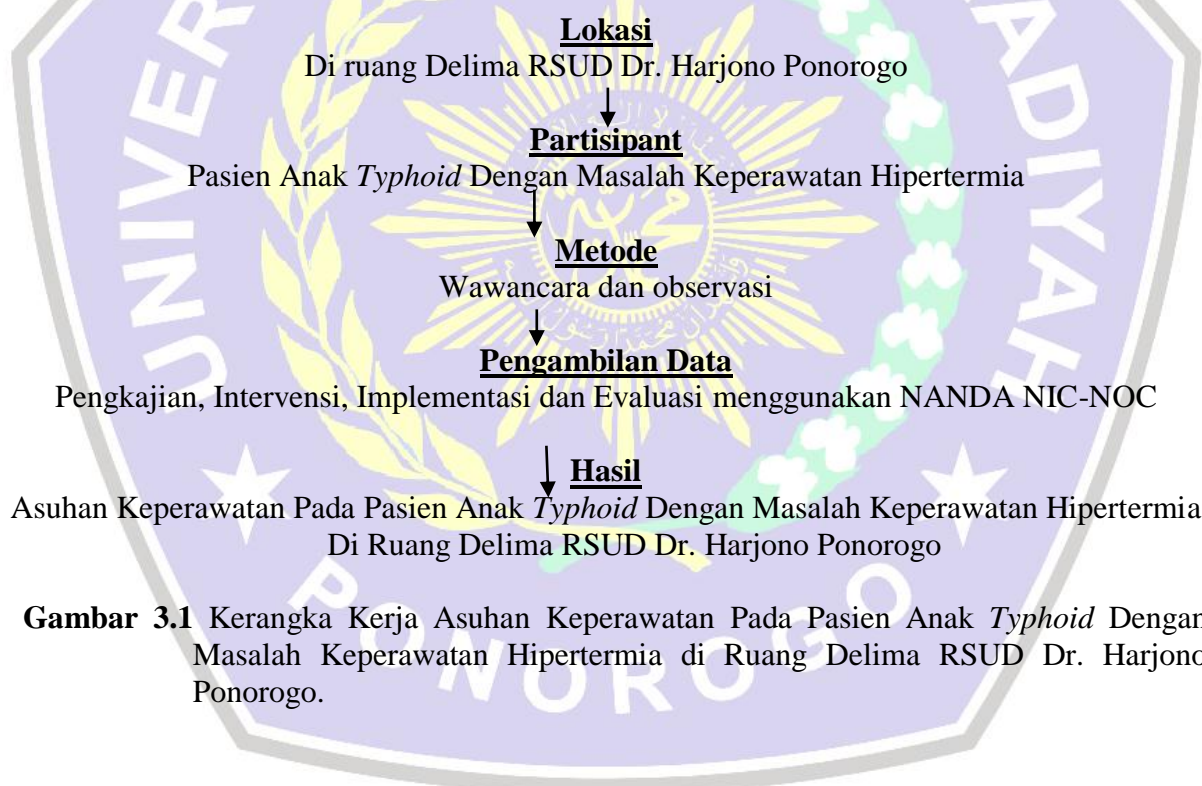 Lokasi
Di ruang Delima RSUD Dr. Harjono Ponorogo
Partisipant
Pasien Anak Typhoid Dengan Masalah Keperawatan Hipertermia
Metode
Wawancara dan observasi
Pengambilan Data
Pengkajian, Intervensi, Implementasi dan Evaluasi menggunakan NANDA NIC-NOC
Hasil
Asuhan Keperawatan Pada Pasien Anak Typhoid Dengan Masalah Keperawatan Hipertermia
Di Ruang Delima RSUD Dr. Harjono Ponorogo
Gambar 3.1 Kerangka Kerja Asuhan Keperawatan Pada Pasien Anak Typhoid Dengan
Masalah Keperawatan Hipertermia di Ruang Delima RSUD Dr. Harjono
Ponorogo.
PONOROGO